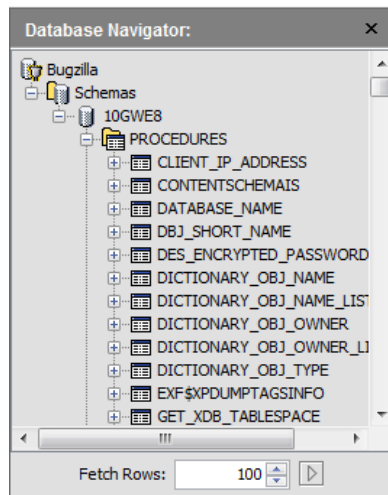 Database Navigator:
Bugzilla
Schemas
10GWE8
PROCEDURES
CLIENT_IP_ADDRESS
CONTENTSCHEMAIS
DATABASE_NAME
DBJ_SHORT_NAME
DES_ENCRYPTED_PASSWORD
DICTIONARY_OBJ_NAME
DICTIONARY_OBJ_NAME_LIST
DICTIONARY_OBJ_OWNER
DICTIONARY_OBJ_OWNER_LI
DICTIONARY_OBJ_TYPE
EXF$XPDUMPTAGSINFO
GET_XDB_TABLESPACE
Fetch Rows: 100